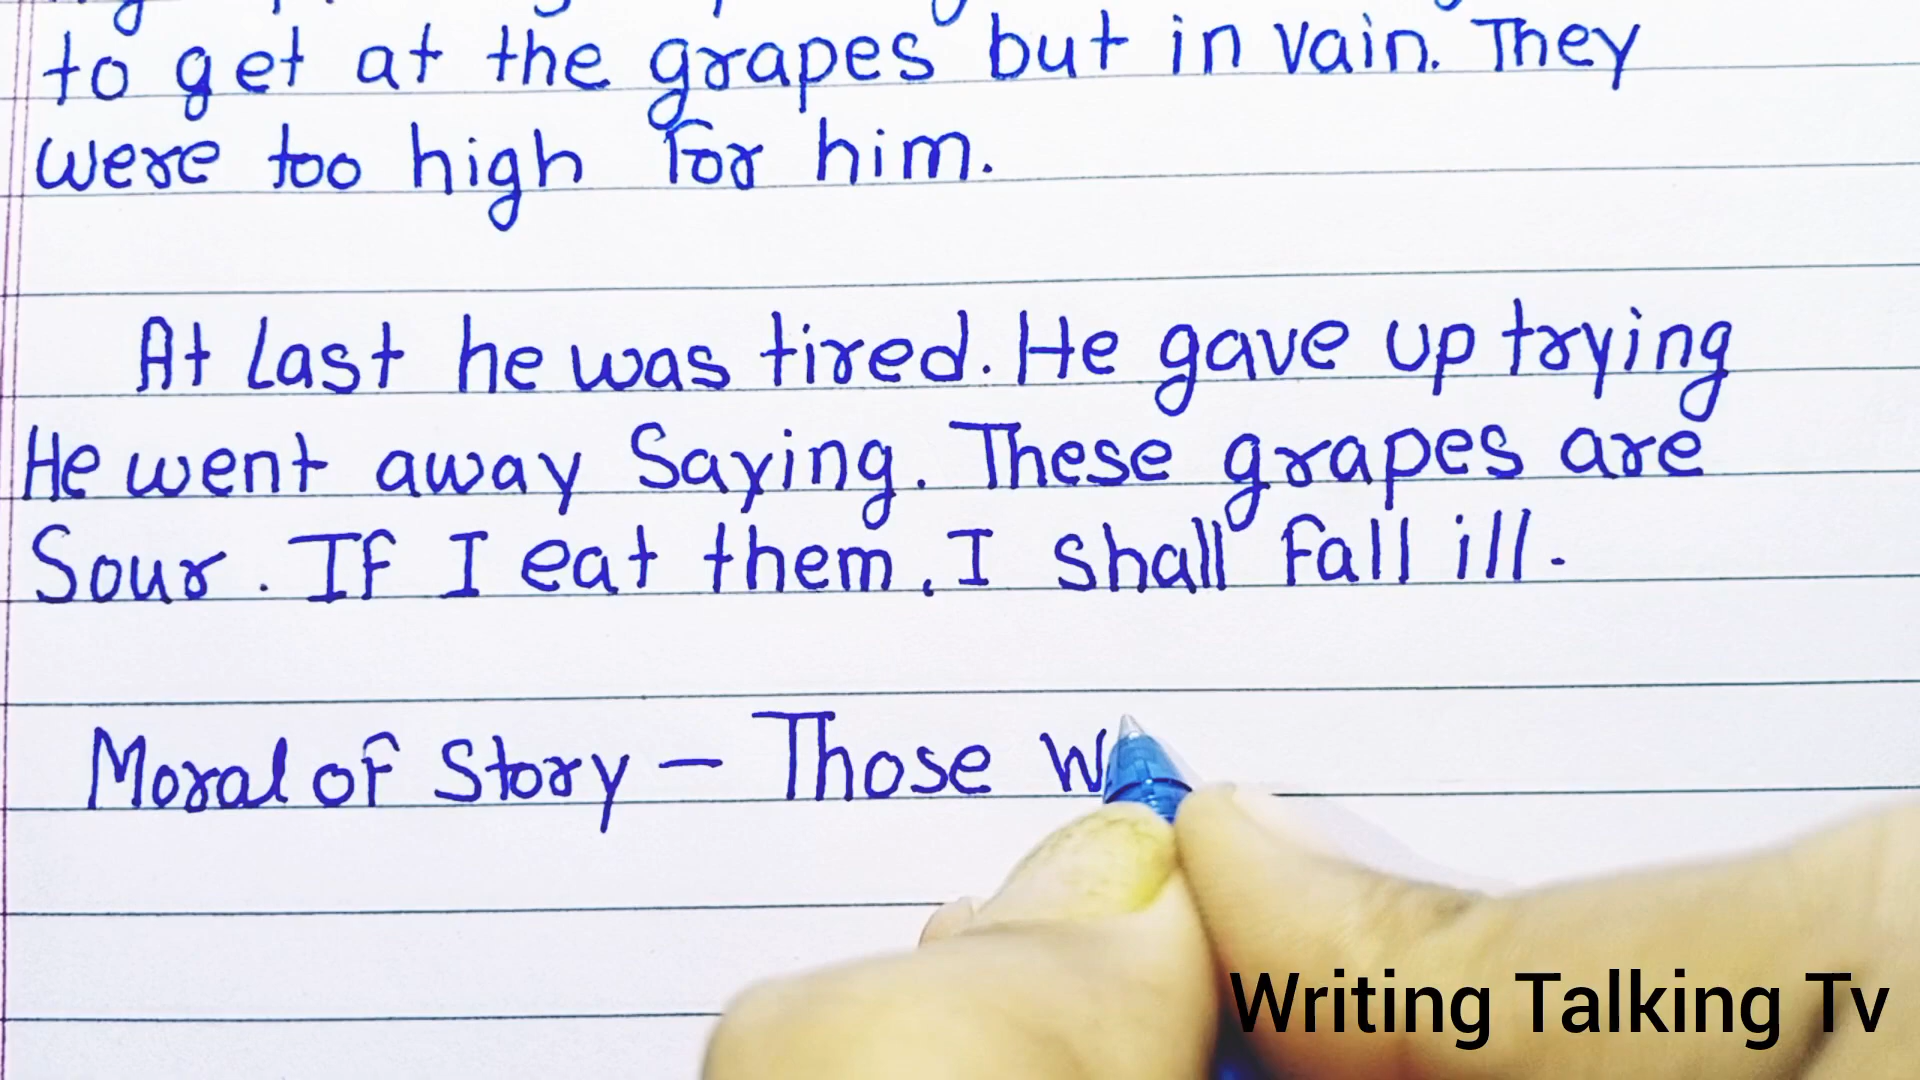 to get at the grapes but in vain. They
were too high for him.
At Last he was tired. He gave up trying
He went away Saying. These grapes are
Sour. If I eat them, I shall fall ill.
Moral of Story - Those w
Writing Talking Tv